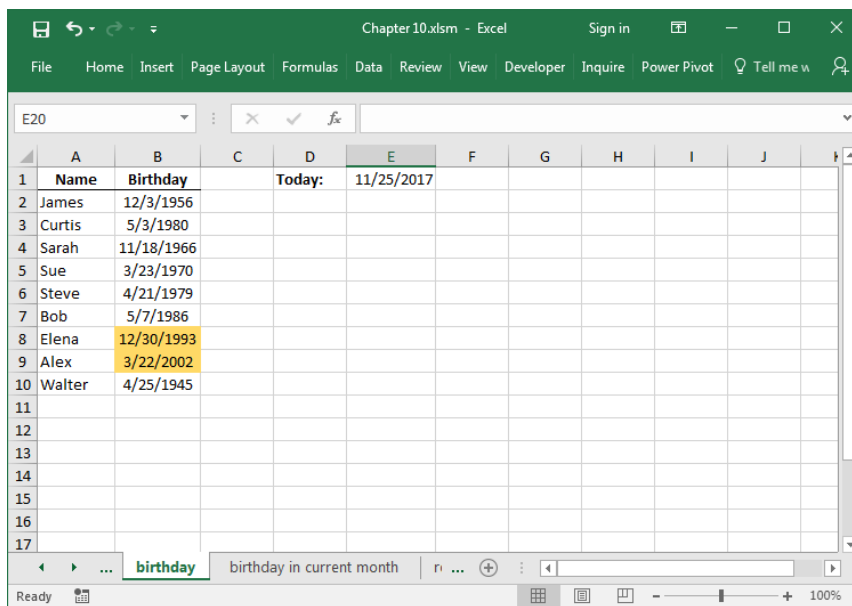 Chapter 10.xlsm - Excel Sign in
File Home Insert Page Layout Formulas Data Review View Developer Inquire Power Pivot Tell me w
E20 fx
A B C D E F G H I J
1 Name Birthday Today: 11/25/2017
2 James 12/3/1956
3 Curtis 5/3/1980
4 Sarah 11/18/1966
5 Sue 3/23/1970
6 Steve 4/21/1979
7 Bob 5/7/1986
8 Elena 12/30/1993
9 Alex 3/22/2002
10 Walter 4/25/1945
11
12
13
14
15
16
17
... birthday birthday in current month ...
Ready 100%